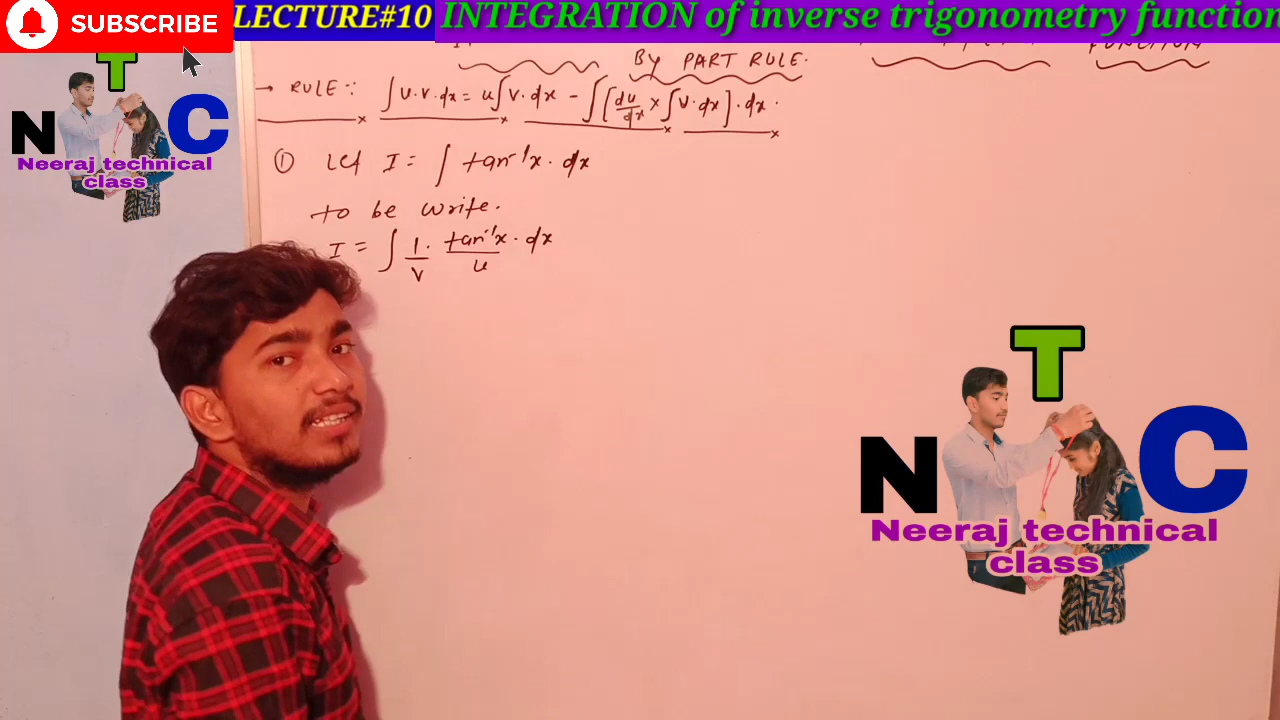 SUBSCRIBE LECTURE#10 INTEGRATION of inverse trigonometry function
BY PART RULE.
FUNCTION
→ RULE :: ∫ u.v.dx = u∫v.dx - ∫[du/dx × ∫v.dx].dx.
① Let I = ∫ tan⁻¹x. dx
to be write.
I = ∫ 1/v . tan⁻¹x/u . dx
T
N C
Neeraj technical
class
T
N C
Neeraj technical
class